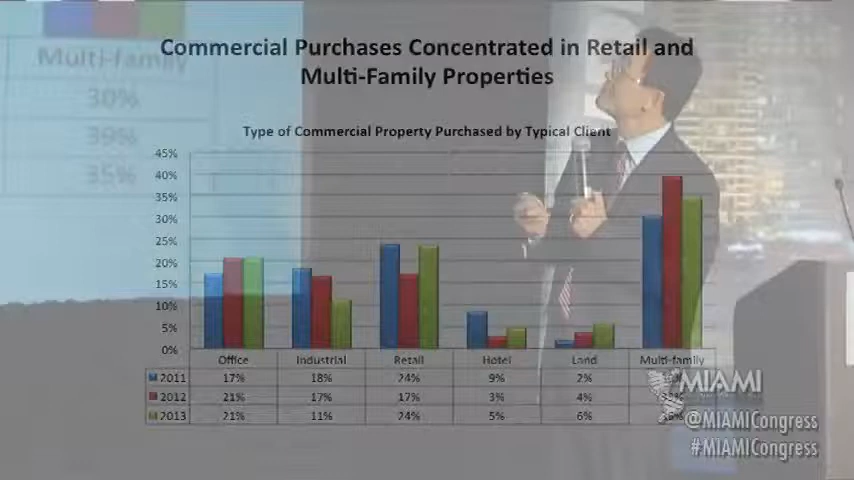 Commercial Purchases Concentrated in Retail and
Multi-Family Properties
Multi-family
30%
39%
35%
Type of Commercial Property Purchased by Typical Client
45%
40%
35%
30%
25%
20%
15%
10%
5%
0%
Office Industrial Retail Hotel Land Multi-family
2011 17% 18% 24% 9% 2%
2012 21% 17% 17% 3% 4%
2013 21% 11% 24% 5% 6%
MIAMI
@MIAMICongress
#MIAMICongress